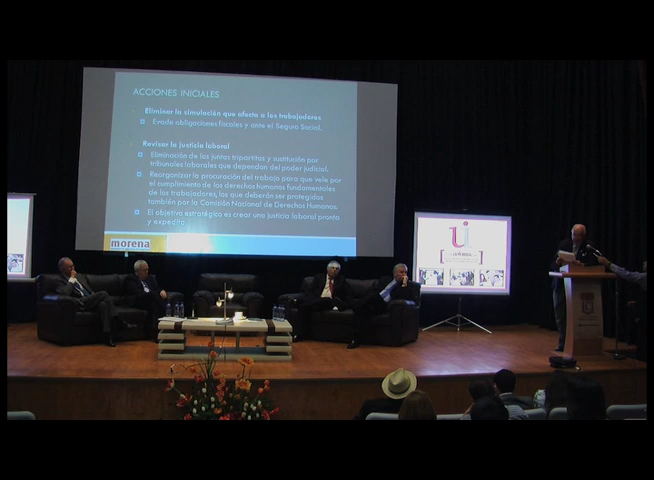 ACCIONES INICIALES
Eliminar la simulación que afecta a los trabajadores
Evade obligaciones fiscales y ante el Seguro Social.
Revisar la justicia laboral
Eliminación de las juntas tripartitas y sustitución por
tribunales laborales que dependan del poder judicial.
Reorganizar la procuración del trabajo para que vele por
el cumplimiento de los derechos humanos fundamentales
de los trabajadores, los que deberán ser protegidos
también por la Comisión Nacional de Derechos Humanos.
El objetivo estratégico es crear una justicia laboral pronta
y expedita.
morena
ui